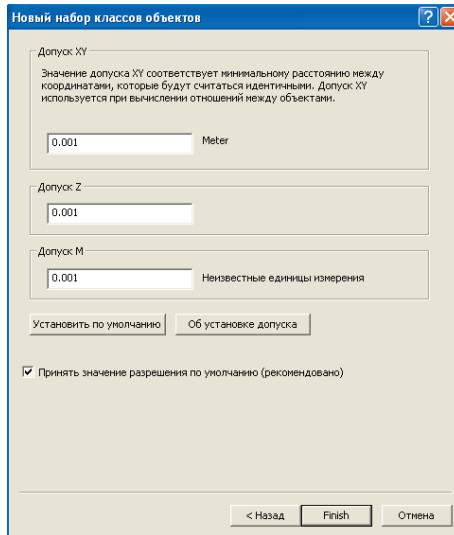 Новый набор классов объектов
Допуск XY
Значение допуска XY соответствует минимальному расстоянию между
координатами, которые будут считаться идентичными. Допуск XY
используется при вычислении отношений между объектами.
0.001 Meter
Допуск Z
0.001
Допуск M
0.001 Неизвестные единицы измерения
Установить по умолчанию Об установке допуска
Принять значение разрешения по умолчанию (рекомендовано)
< Назад Finish Отмена